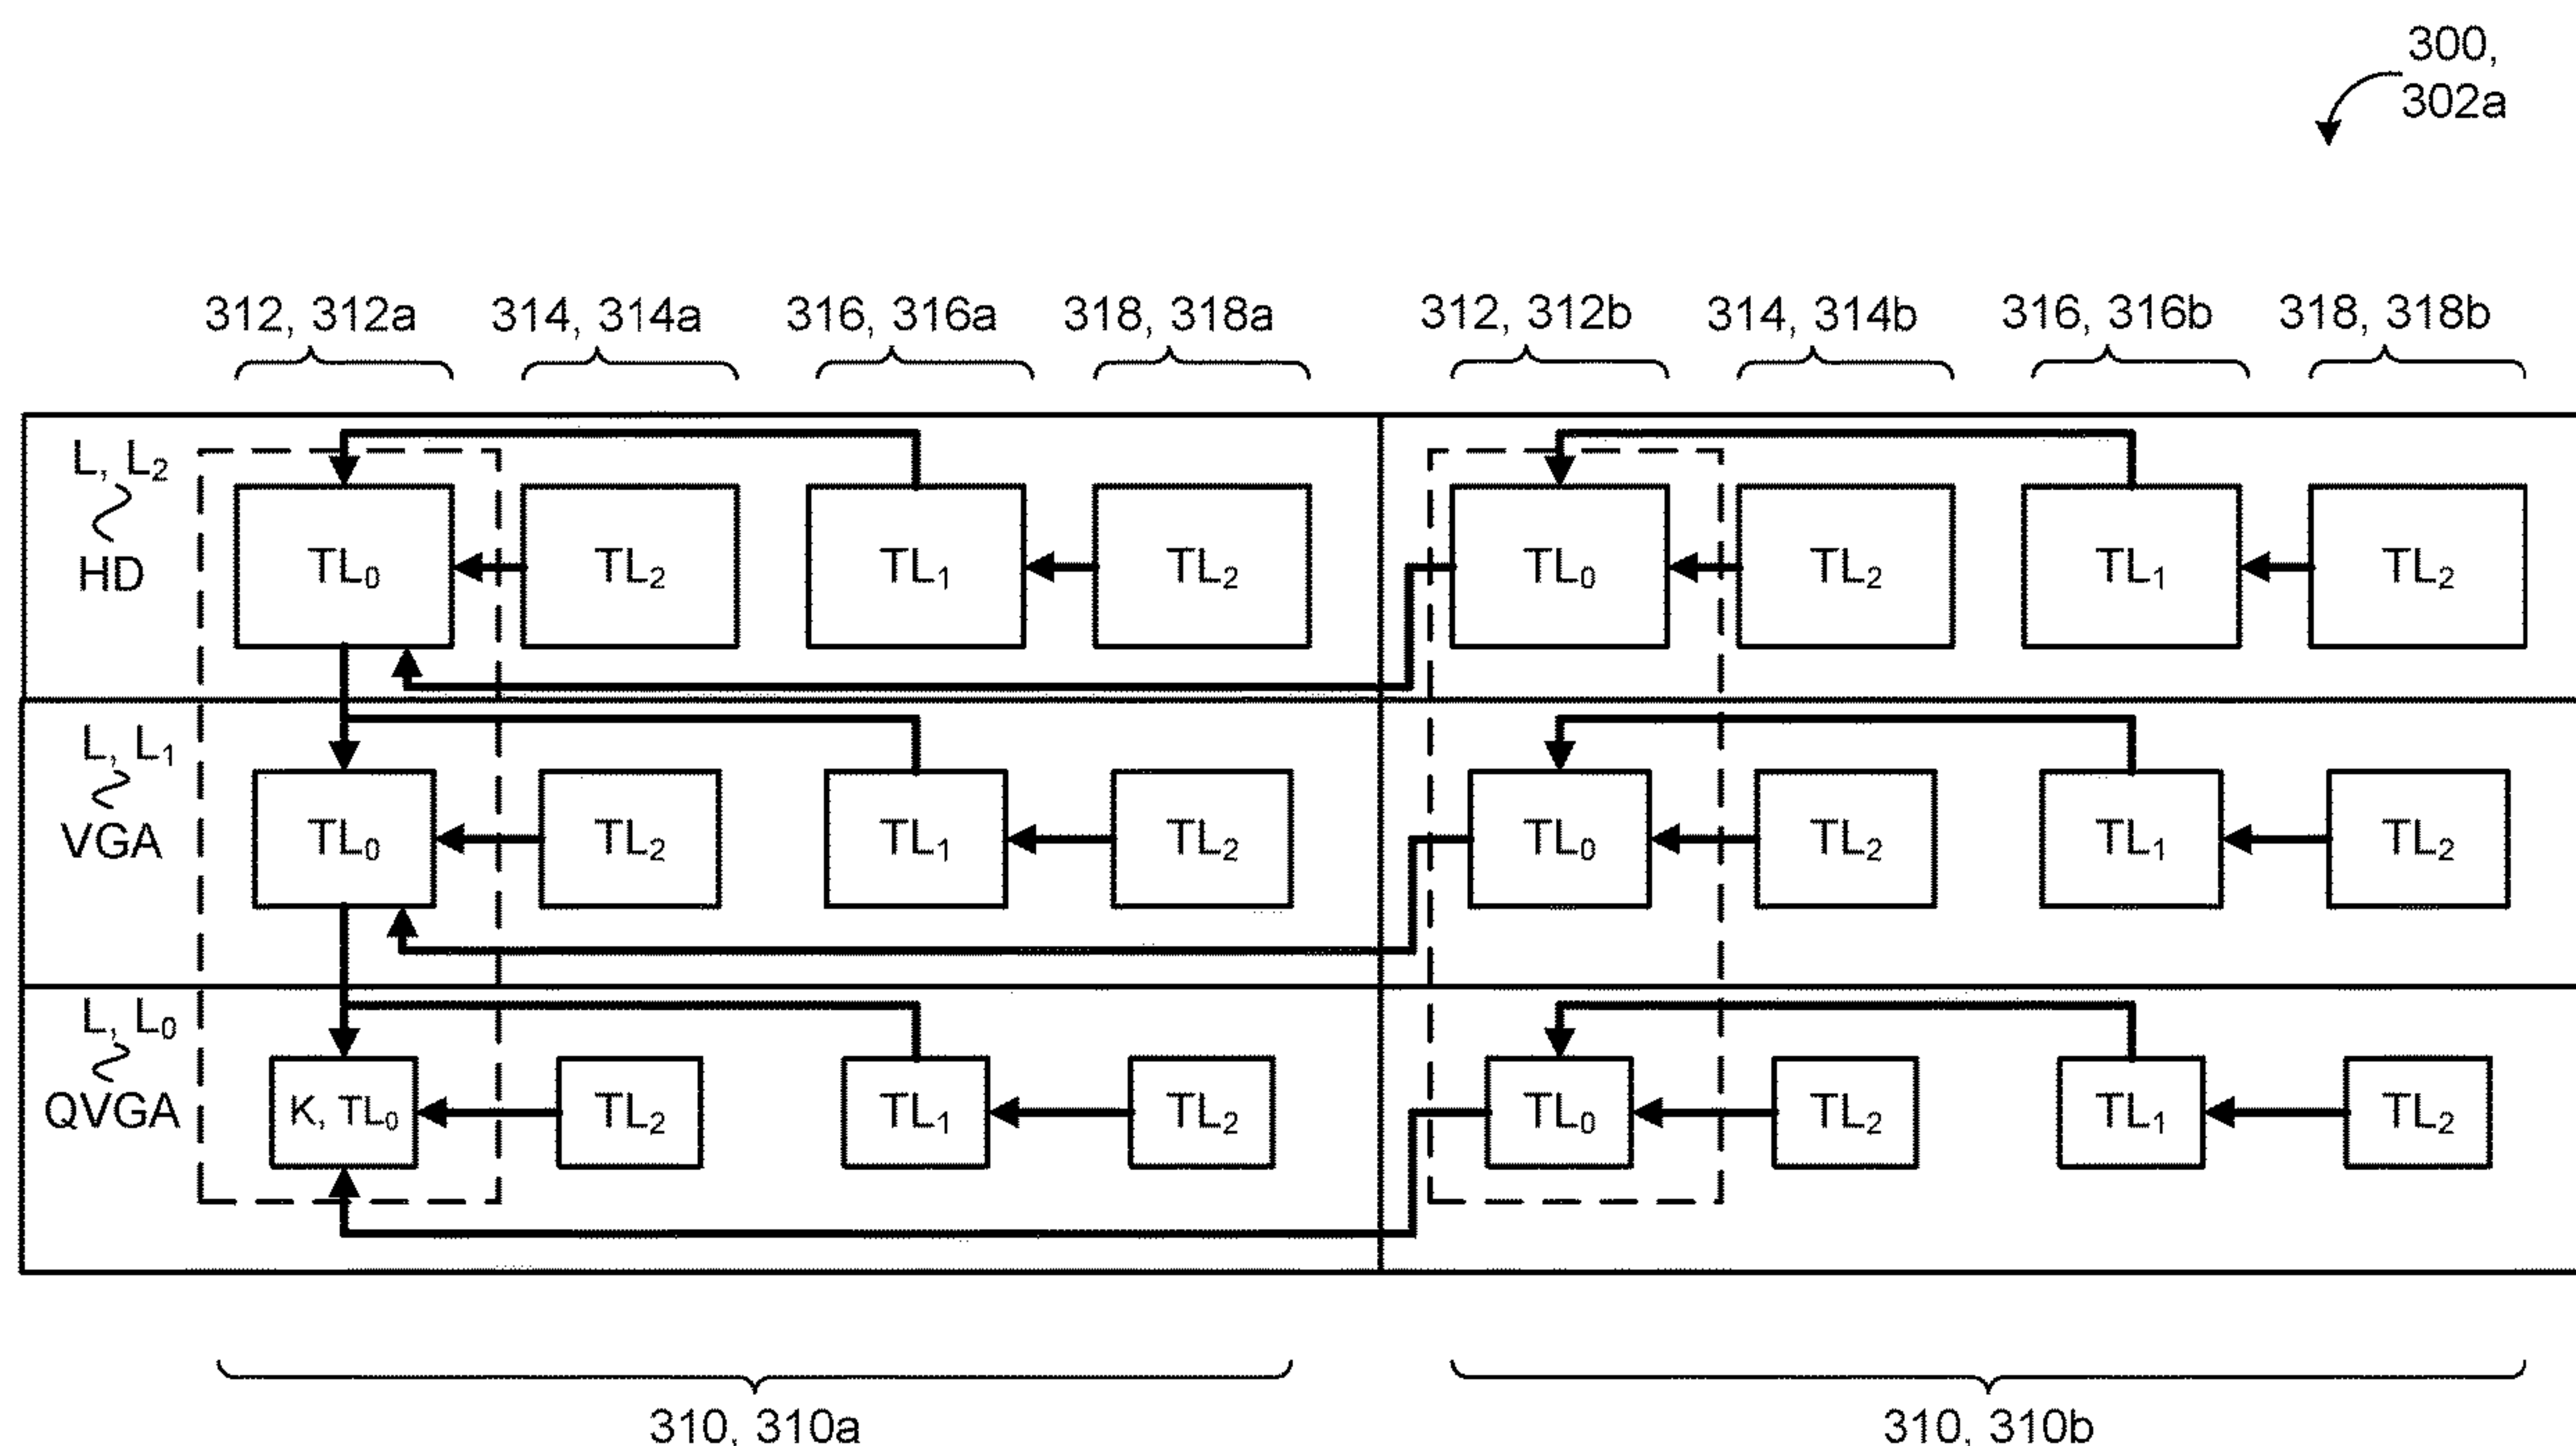 300,
302a
312, 312a 314, 314a 316, 316a 318, 318a 312, 312b 314, 314b 316, 316b 318, 318b
L, L₂
HD
TL₀ TL₂ TL₁ TL₂ TL₀ TL₂ TL₁ TL₂
L, L₁
VGA
TL₀ TL₂ TL₁ TL₂ TL₀ TL₂ TL₁ TL₂
L, L₀
QVGA
K, TL₀ TL₂ TL₁ TL₂ TL₀ TL₂ TL₁ TL₂
310, 310a 310, 310b